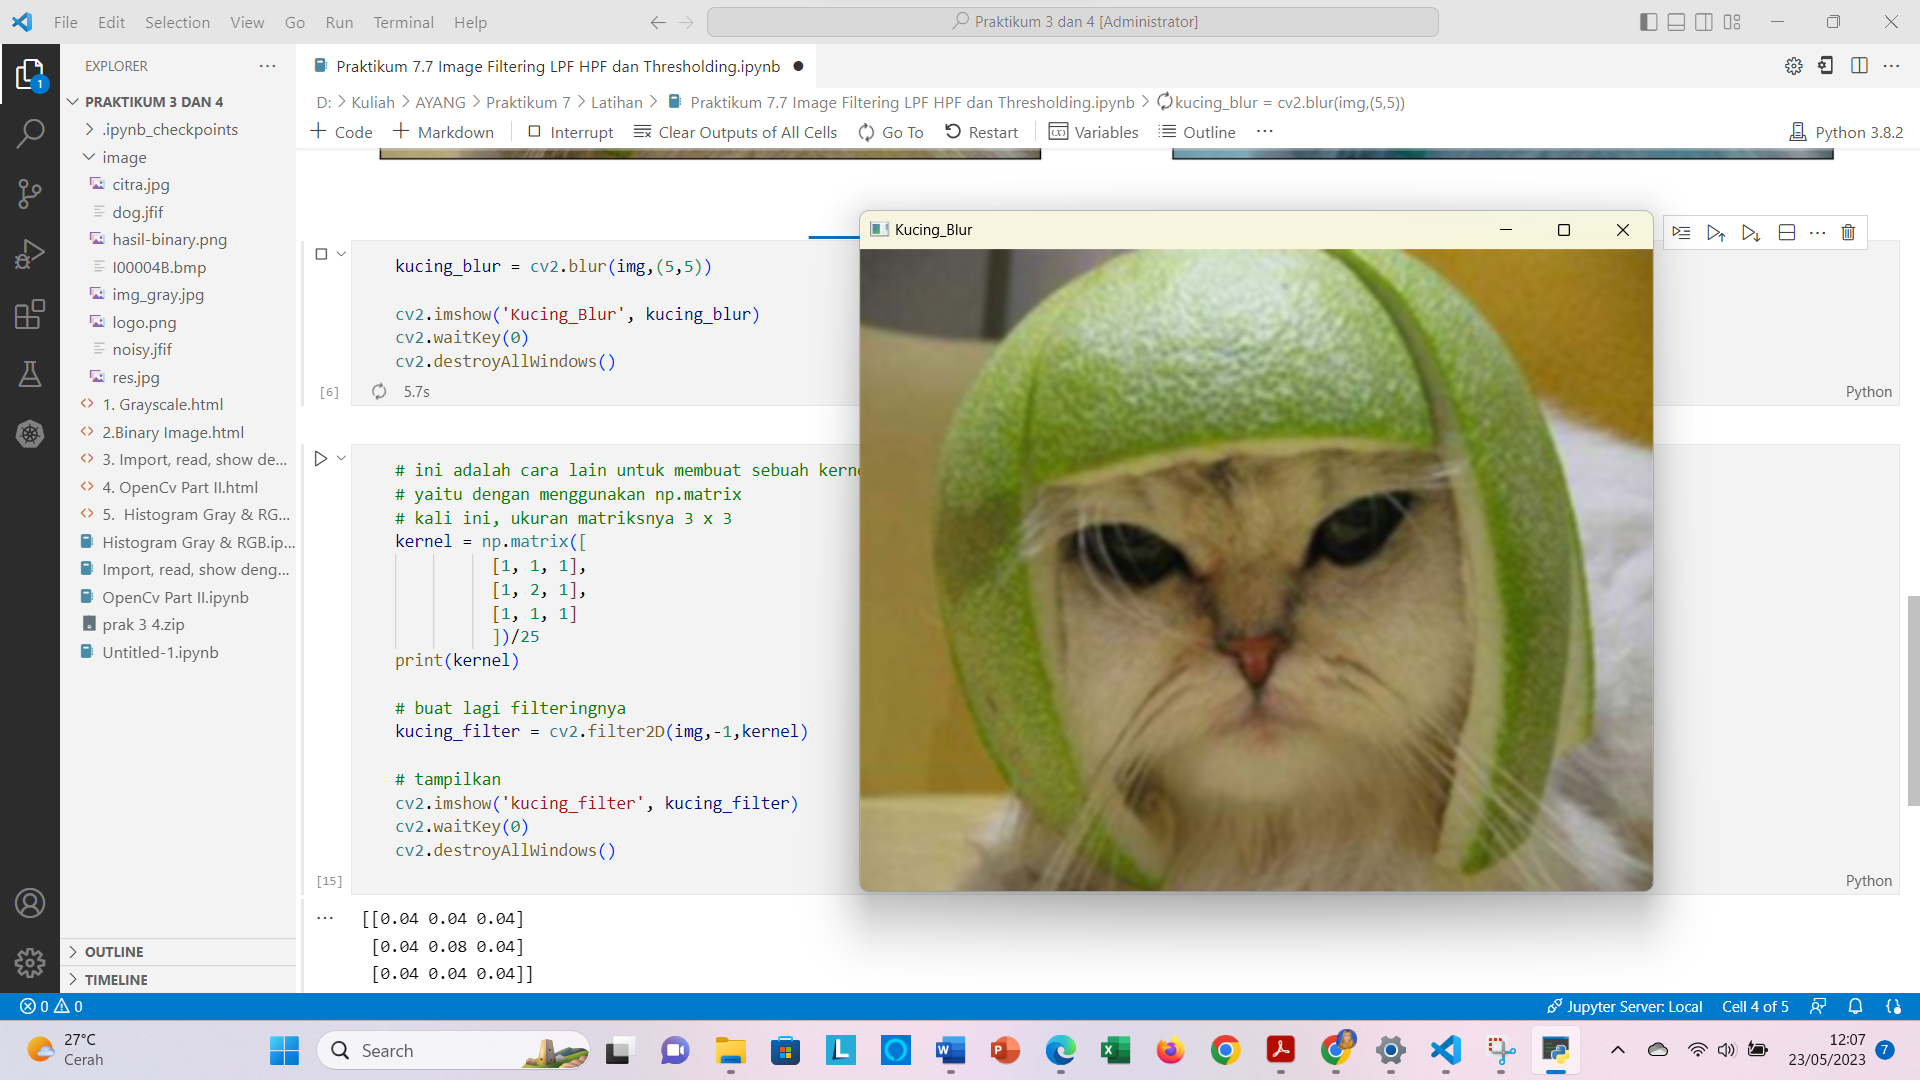 File Edit Selection View Go Run Terminal Help
Praktikum 3 dan 4 [Administrator]
EXPLORER
1
PRAKTIKUM 3 DAN 4
.ipynb_checkpoints
image
citra.jpg
dog.jfif
hasil-binary.png
I00004B.bmp
img_gray.jpg
logo.png
noisy.jfif
res.jpg
1. Grayscale.html
2.Binary Image.html
3. Import, read, show de...
4. OpenCv Part II.html
5. Histogram Gray & RG...
Histogram Gray & RGB.ip...
Import, read, show deng...
OpenCv Part II.ipynb
prak 3 4.zip
Untitled-1.ipynb
OUTLINE
TIMELINE
Praktikum 7.7 Image Filtering LPF HPF dan Thresholding.ipynb
D: > Kuliah > AYANG > Praktikum 7 > Latihan > Praktikum 7.7 Image Filtering LPF HPF dan Thresholding.ipynb > kucing_blur = cv2.blur(img,(5,5))
+ Code + Markdown Interrupt Clear Outputs of All Cells Go To Restart Variables Outline ... Python 3.8.2
kucing_blur = cv2.blur(img,(5,5))
cv2.imshow('Kucing_Blur', kucing_blur)
cv2.waitKey(0)
cv2.destroyAllWindows()
[6] 5.7s
Python
# ini adalah cara lain untuk membuat sebuah kerne
# yaitu dengan menggunakan np.matrix
# kali ini, ukuran matriksnya 3 x 3
kernel = np.matrix([
[1, 1, 1],
[1, 2, 1],
[1, 1, 1]
])/25
print(kernel)
# buat lagi filteringnya
kucing_filter = cv2.filter2D(img,-1,kernel)
# tampilkan
cv2.imshow('kucing_filter', kucing_filter)
cv2.waitKey(0)
cv2.destroyAllWindows()
[15]
Python
... [[0.04 0.04 0.04]
[0.04 0.08 0.04]
[0.04 0.04 0.04]]
Kucing_Blur
0 0
Jupyter Server: Local Cell 4 of 5
27°C
Cerah
Search
12:07
23/05/2023
7